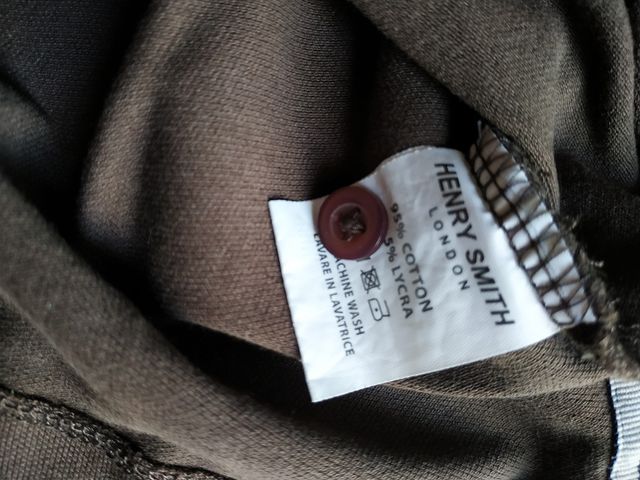 HENRY SMITH
LONDON
95% COTTON
5% LYCRA
MACHINE WASH
LAVARE IN LAVATRICE